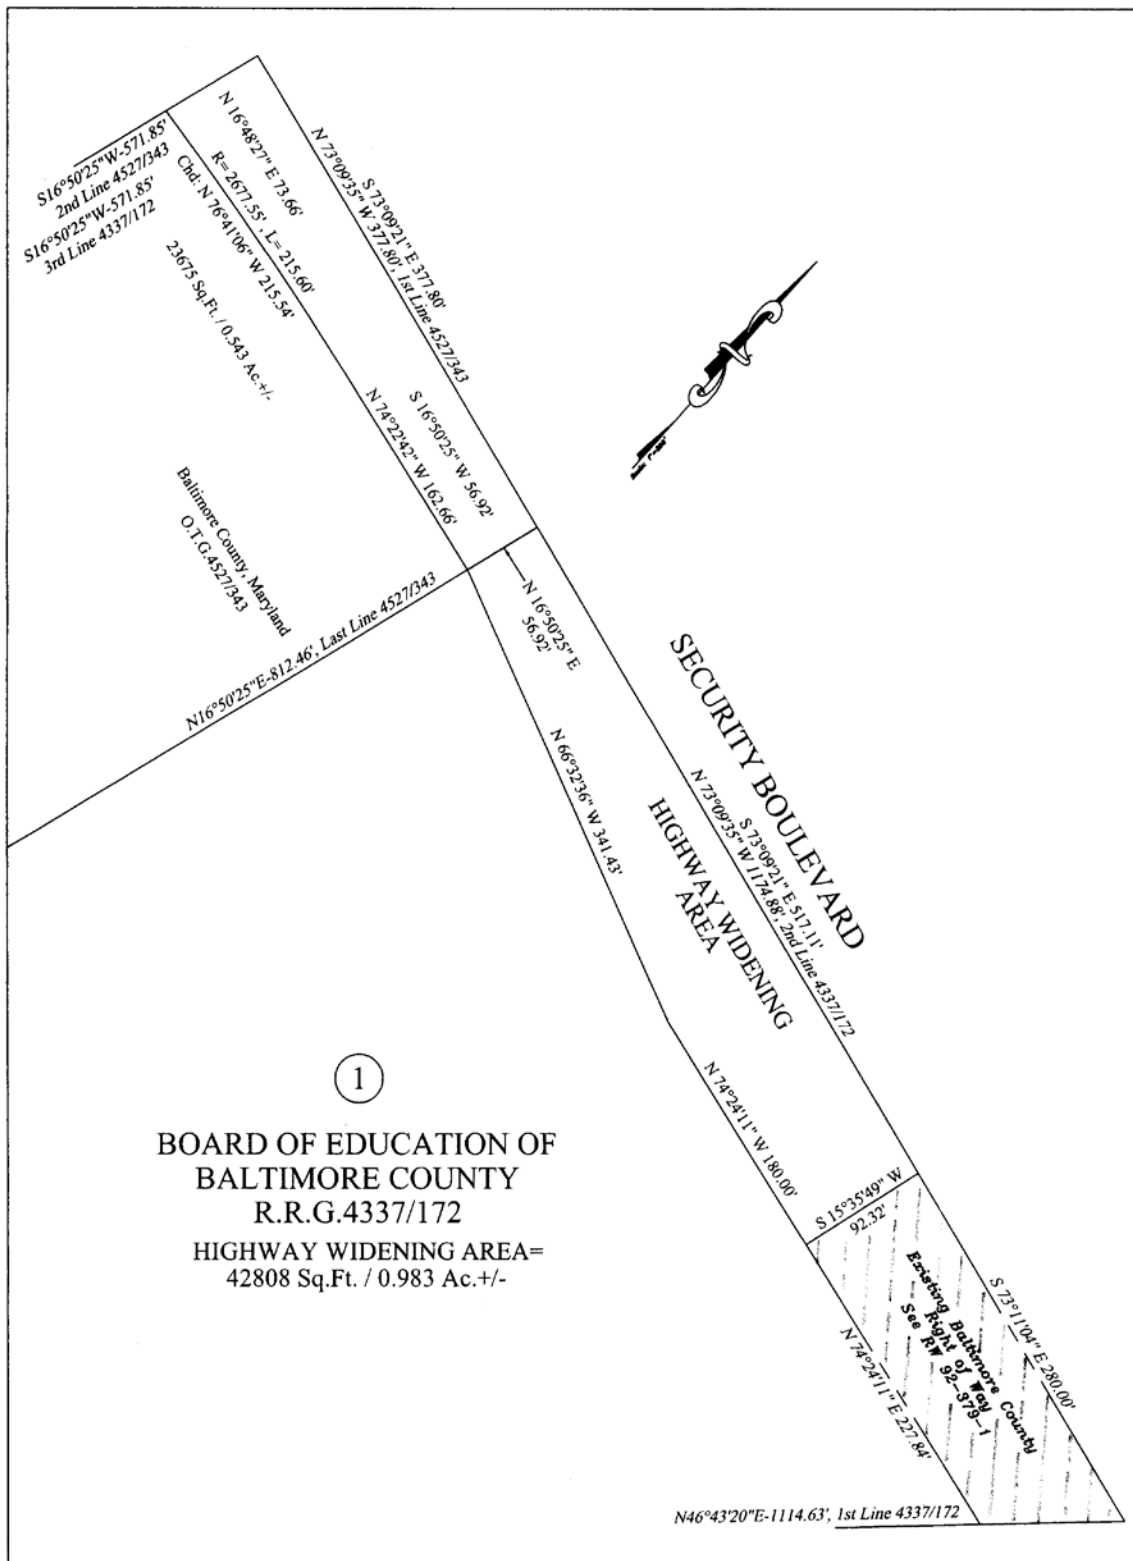 S16°50'25"W-571.85'
2nd Line 4527/343
S16°50'25"W-571.85'
3rd Line 4337/172
N 16°48'27" E 73.66'
R= 2677.55', L= 215.60'
Chd: N 76°41'06" W 215.54'
23675 Sq.Ft. / 0.543 Ac.+/-
S 73°09'21" E 377.80'
N 73°09'35" W 377.80', 1st Line 4527/343
S 16°50'25" W 56.92'
N 74°22'42" W 162.66'
Baltimore County, Maryland
O.T.G.4527/343
N16°50'25"E-812.46', Last Line 4527/343
N 16°50'25" E
56.92'
SECURITY BOULEVARD
N 66°32'36" W 341.43'
HIGHWAY WIDENING
AREA
S 73°09'21" E 517.11'
N 73°09'35" W 1174.88', 2nd Line 4337/172
1
BOARD OF EDUCATION OF
BALTIMORE COUNTY
R.R.G.4337/172
HIGHWAY WIDENING AREA=
42808 Sq.Ft. / 0.983 Ac.+/-
N 74°24'11" W 180.00'
S 15°35'49" W
92.32'
Existing Baltimore County
Right of Way
See RW 92-379-1
S 73°11'04" E 280.00'
N 74°24'11" E 227.84'
N46°43'20"E-1114.63', 1st Line 4337/172